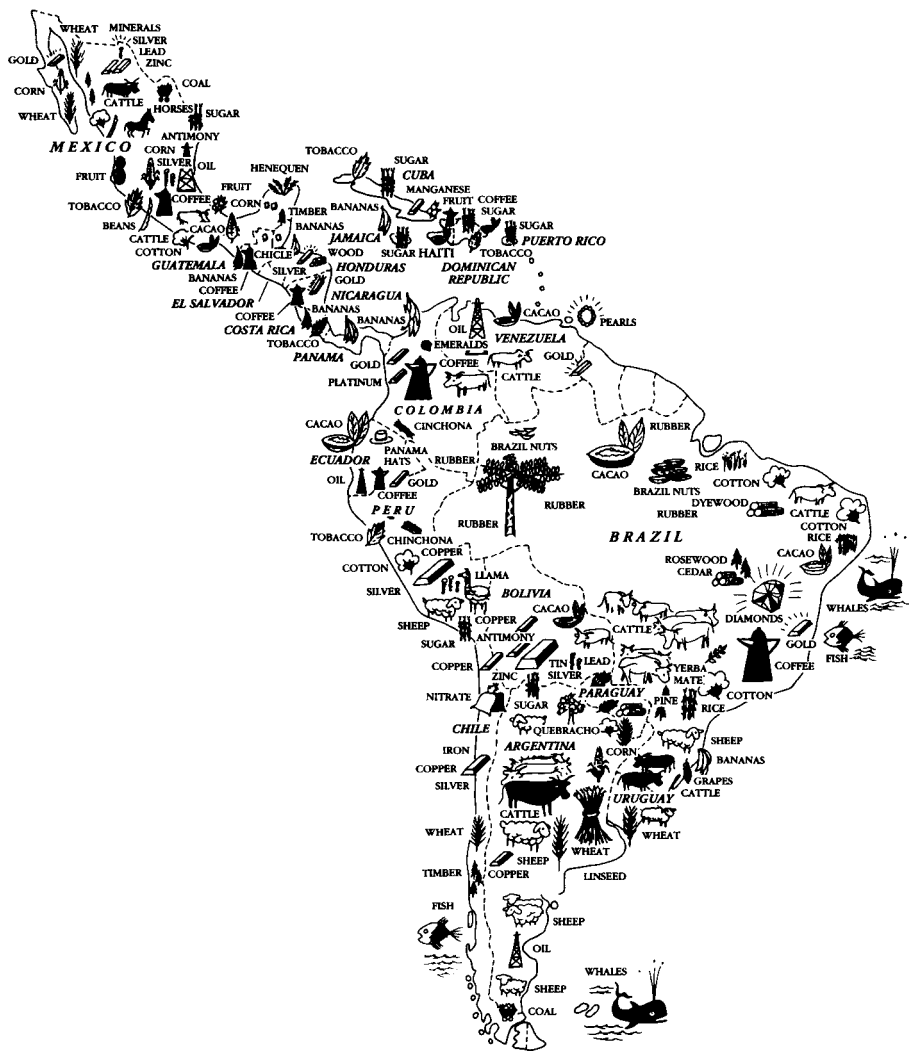 WHEAT
MINERALS
SILVER
LEAD
ZINC
GOLD
COAL
CORN
CATTLE
HORSES
SUGAR
WHEAT
ANTIMONY
MEXICO
CORN
SILVER
OIL
FRUIT
HENEQUEN
TOBACCO
SUGAR
CUBA
MANGANESE
TOBACCO
COFFEE
FRUIT
CORN
BEANS
CATTLE
COTTON
CACAO
TIMBER
BANANAS
BANANAS
FRUIT
COFFEE
SUGAR
SUGAR
JAMAICA
SUGAR
HAITI
TOBACCO
PUERTO RICO
DOMINICAN
REPUBLIC
GUATEMALA
CHICLE
WOOD
HONDURAS
SILVER
BANANAS
COFFEE
GOLD
EL SALVADOR
NICARAGUA
COFFEE
BANANAS
BANANAS
COSTA RICA
TOBACCO
PANAMA
OIL
CACAO
PEARLS
EMERALDS
VENEZUELA
GOLD
COFFEE
GOLD
CATTLE
PLATINUM
COLOMBIA
CACAO
CINCHONA
RUBBER
ECUADOR
PANAMA
HATS
RUBBER
BRAZIL NUTS
CACAO
RICE
COTTON
BRAZIL NUTS
OIL
COFFEE
GOLD
RUBBER
DYEWOOD
RUBBER
CATTLE
PERU
RUBBER
COTTON
RICE
TOBACCO
CHINCHONA
BRAZIL
COPPER
COTTON
ROSEWOOD
CEDAR
CACAO
SILVER
LLAMA
BOLIVIA
WHALES
SHEEP
COPPER
CACAO
CATTLE
DIAMONDS
SUGAR
ANTIMONY
GOLD
FISH
COPPER
ZINC
TIN
SILVER
LEAD
YERBA
MATE
COFFEE
NITRATE
SUGAR
PARAGUAY
PINE
RICE
COTTON
CHILE
QUEBRACHO
SHEEP
IRON
ARGENTINA
CORN
BANANAS
COPPER
SILVER
GRAPES
CATTLE
URUGUAY
CATTLE
WHEAT
WHEAT
WHEAT
SHEEP
TIMBER
COPPER
LINSEED
FISH
SHEEP
OIL
WHALES
SHEEP
COAL